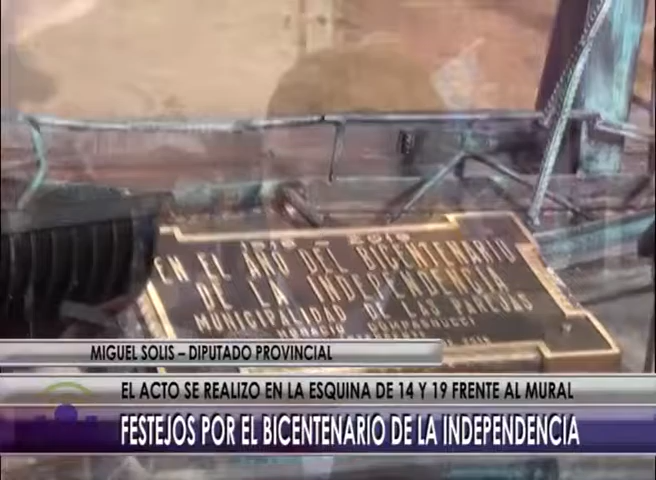 1816 - 2016
EN EL AÑO DEL BICENTENARIO
DE LA INDEPENDENCIA
MUNICIPALIDAD DE LAS PAREJAS
HORACIO COMPAGNUCCI
MIGUEL SOLIS – DIPUTADO PROVINCIAL
EL ACTO SE REALIZO EN LA ESQUINA DE 14 Y 19 FRENTE AL MURAL
FESTEJOS POR EL BICENTENARIO DE LA INDEPENDENCIA